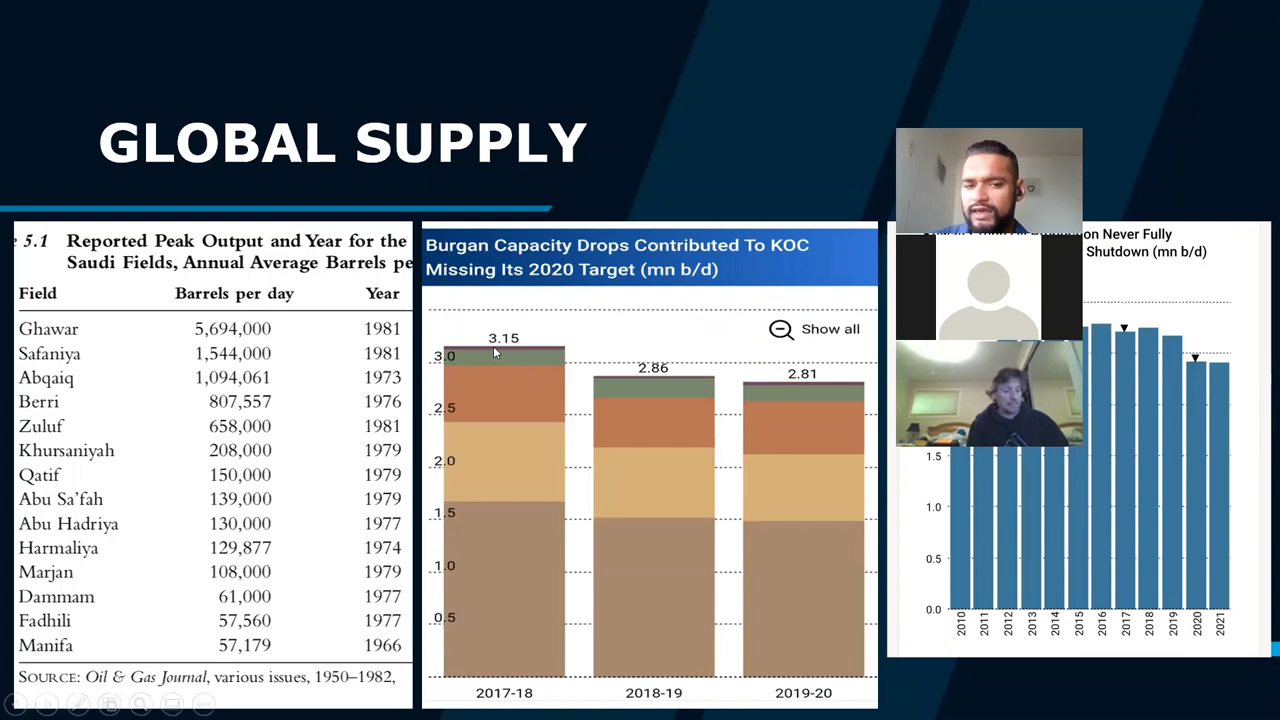 GLOBAL SUPPLY
5.1 Reported Peak Output and Year for the
Saudi Fields, Annual Average Barrels pe
Field Barrels per day Year
Ghawar 5,694,000 1981
Safaniya 1,544,000 1981
Abqaiq 1,094,061 1973
Berri 807,557 1976
Zuluf 658,000 1981
Khursaniyah 208,000 1979
Qatif 150,000 1979
Abu Sa’fah 139,000 1979
Abu Hadriya 130,000 1977
Harmaliya 129,877 1974
Marjan 108,000 1979
Dammam 61,000 1977
Fadhili 57,560 1977
Manifa 57,179 1966
SOURCE: Oil & Gas Journal, various issues, 1950–1982,
Burgan Capacity Drops Contributed To KOC
Missing Its 2020 Target (mn b/d)
Show all
3.15
2.86
2.81
3.0
2.5
2.0
1.5
1.0
0.5
2017-18 2018-19 2019-20
on Never Fully
Shutdown (mn b/d)
1.5
1.0
0.5
0.0
2010 2011 2012 2013 2014 2015 2016 2017 2018 2019 2020 2021